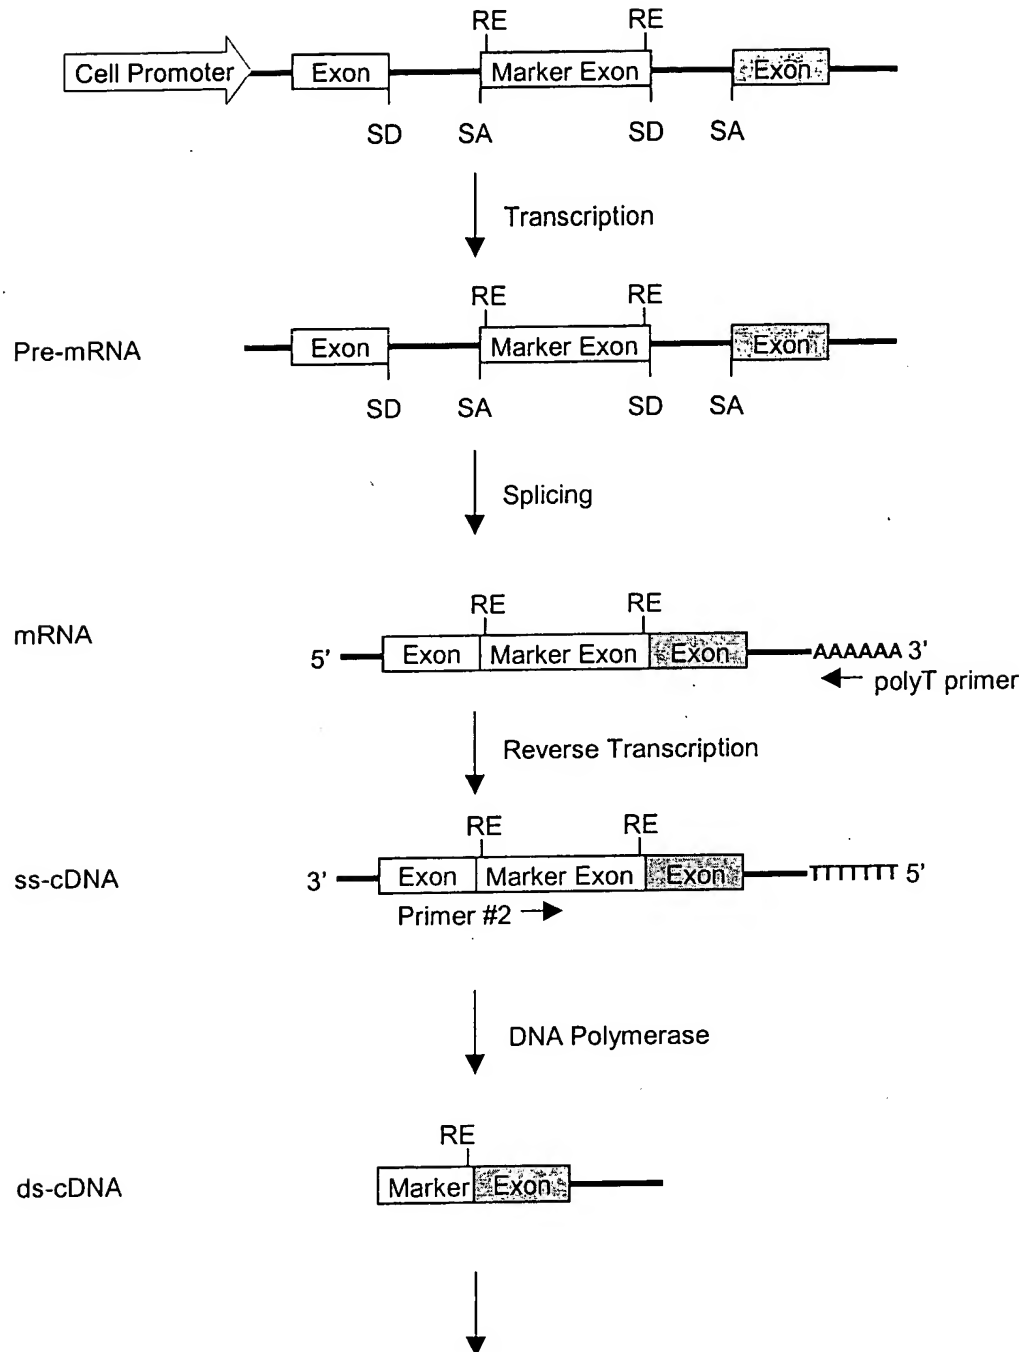 RE RE
Cell Promoter Exon Marker Exon Exon
SD SA SD SA
Transcription
RE RE
Pre-mRNA Exon Marker Exon Exon
SD SA SD SA
Splicing
RE RE
mRNA 5' Exon Marker Exon Exon AAAAAA 3'
polyT primer
Reverse Transcription
RE RE
ss-cDNA 3' Exon Marker Exon Exon TTTTTTT 5'
Primer #2
DNA Polymerase
RE
ds-cDNA Marker Exon